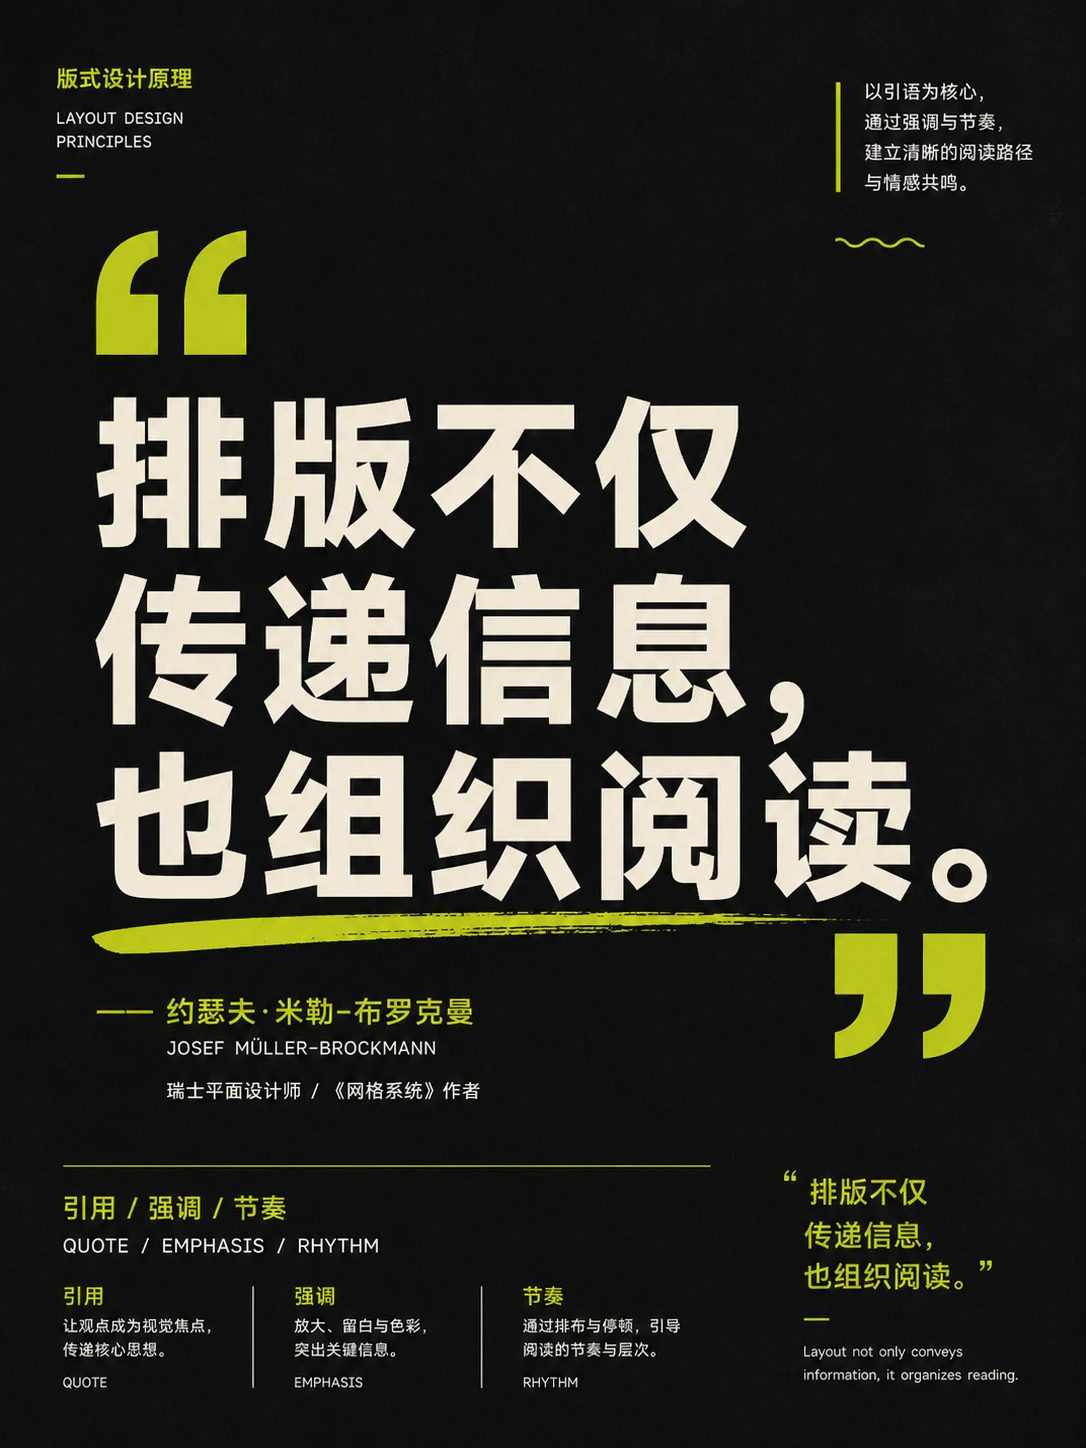 版式设计原理
LAYOUT DESIGN
PRINCIPLES
以引语为核心，
通过强调与节奏，
建立清晰的阅读路径
与情感共鸣。
“
排版不仅
传递信息，
也组织阅读。
”
—— 约瑟夫·米勒-布罗克曼
JOSEF MÜLLER-BROCKMANN
瑞士平面设计师 / 《网格系统》作者
引用 / 强调 / 节奏
QUOTE / EMPHASIS / RHYTHM
引用
让观点成为视觉焦点，
传递核心思想。
QUOTE
强调
放大、留白与色彩，
突出关键信息。
EMPHASIS
节奏
通过排布与停顿，引导
阅读的节奏与层次。
RHYTHM
“排版不仅
传递信息，
也组织阅读。”
Layout not only conveys
information, it organizes reading.